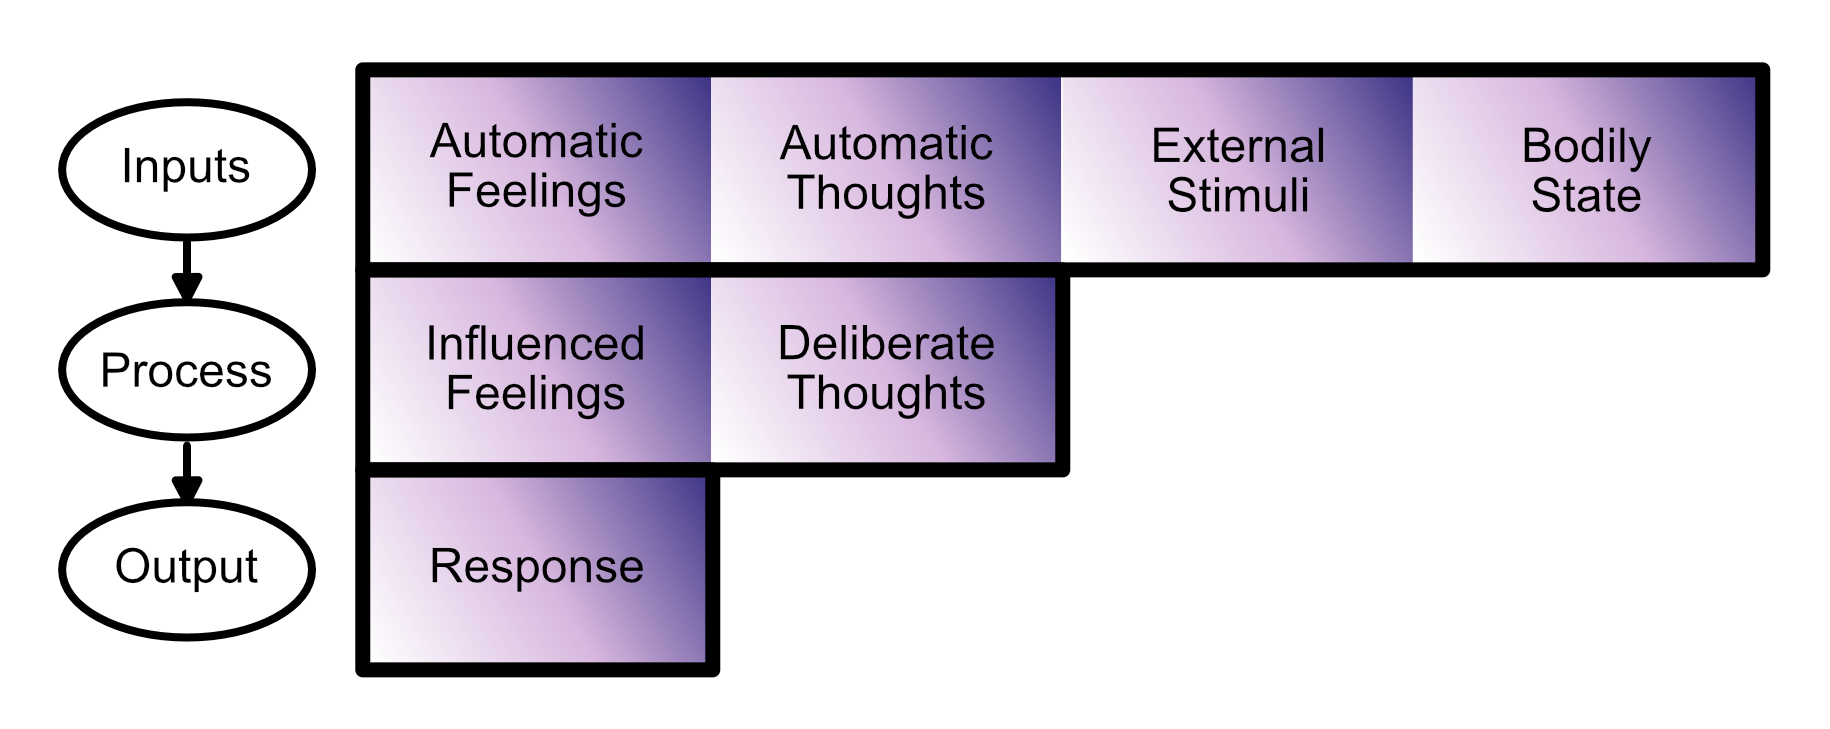 Inputs
Automatic
Feelings
Automatic
Thoughts
External
Stimuli
Bodily
State
Process
Influenced
Feelings
Deliberate
Thoughts
Output
Response